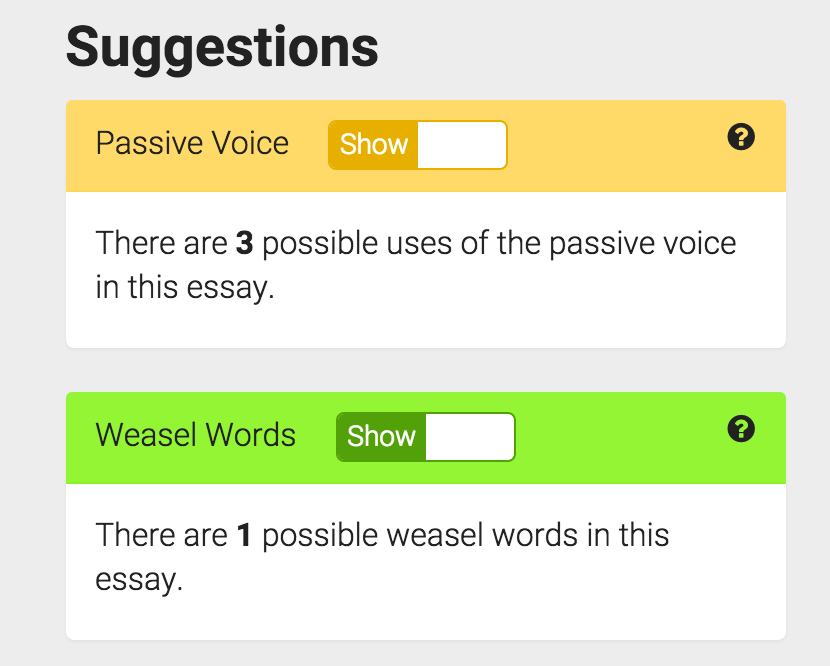 Suggestions
Passive Voice Show
There are 3 possible uses of the passive voice
in this essay.
Weasel Words Show
There are 1 possible weasel words in this
essay.